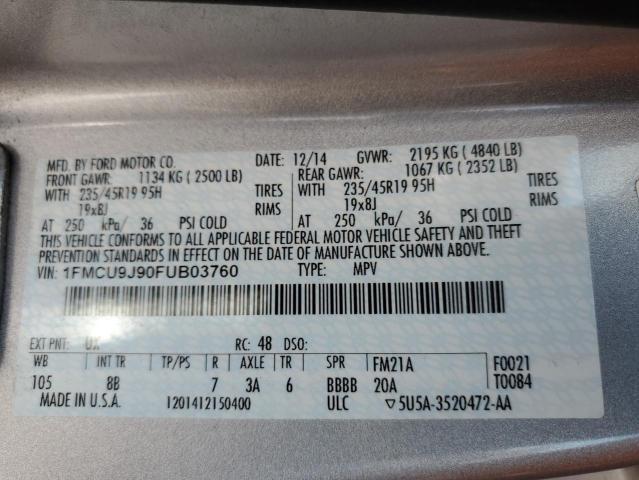 MFD. BY FORD MOTOR CO. DATE: 12/14 GVWR: 2195 KG ( 4840 LB)
FRONT GAWR: 1134 KG ( 2500 LB) REAR GAWR: 1067 KG ( 2352 LB)
WITH 235/45R19 95H TIRES WITH 235/45R19 95H TIRES
19x8J RIMS 19x8J RIMS
AT 250 kPa/ 36 PSI COLD AT 250 kPa/ 36 PSI COLD
THIS VEHICLE CONFORMS TO ALL APPLICABLE FEDERAL MOTOR VEHICLE SAFETY AND THEFT
PREVENTION STANDARDS IN EFFECT ON THE DATE OF MANUFACTURE SHOWN ABOVE.
VIN: 1FMCU9J90FUB03760 TYPE: MPV
EXT PNT: UX RC: 48 DSO:
WB INT TR TP/PS R AXLE TR SPR FM21A F0021
105 8B 7 3A 6 BBBB 20A T0084
MADE IN U.S.A. 1201412150400 ULC ▽5U5A-3520472-AA